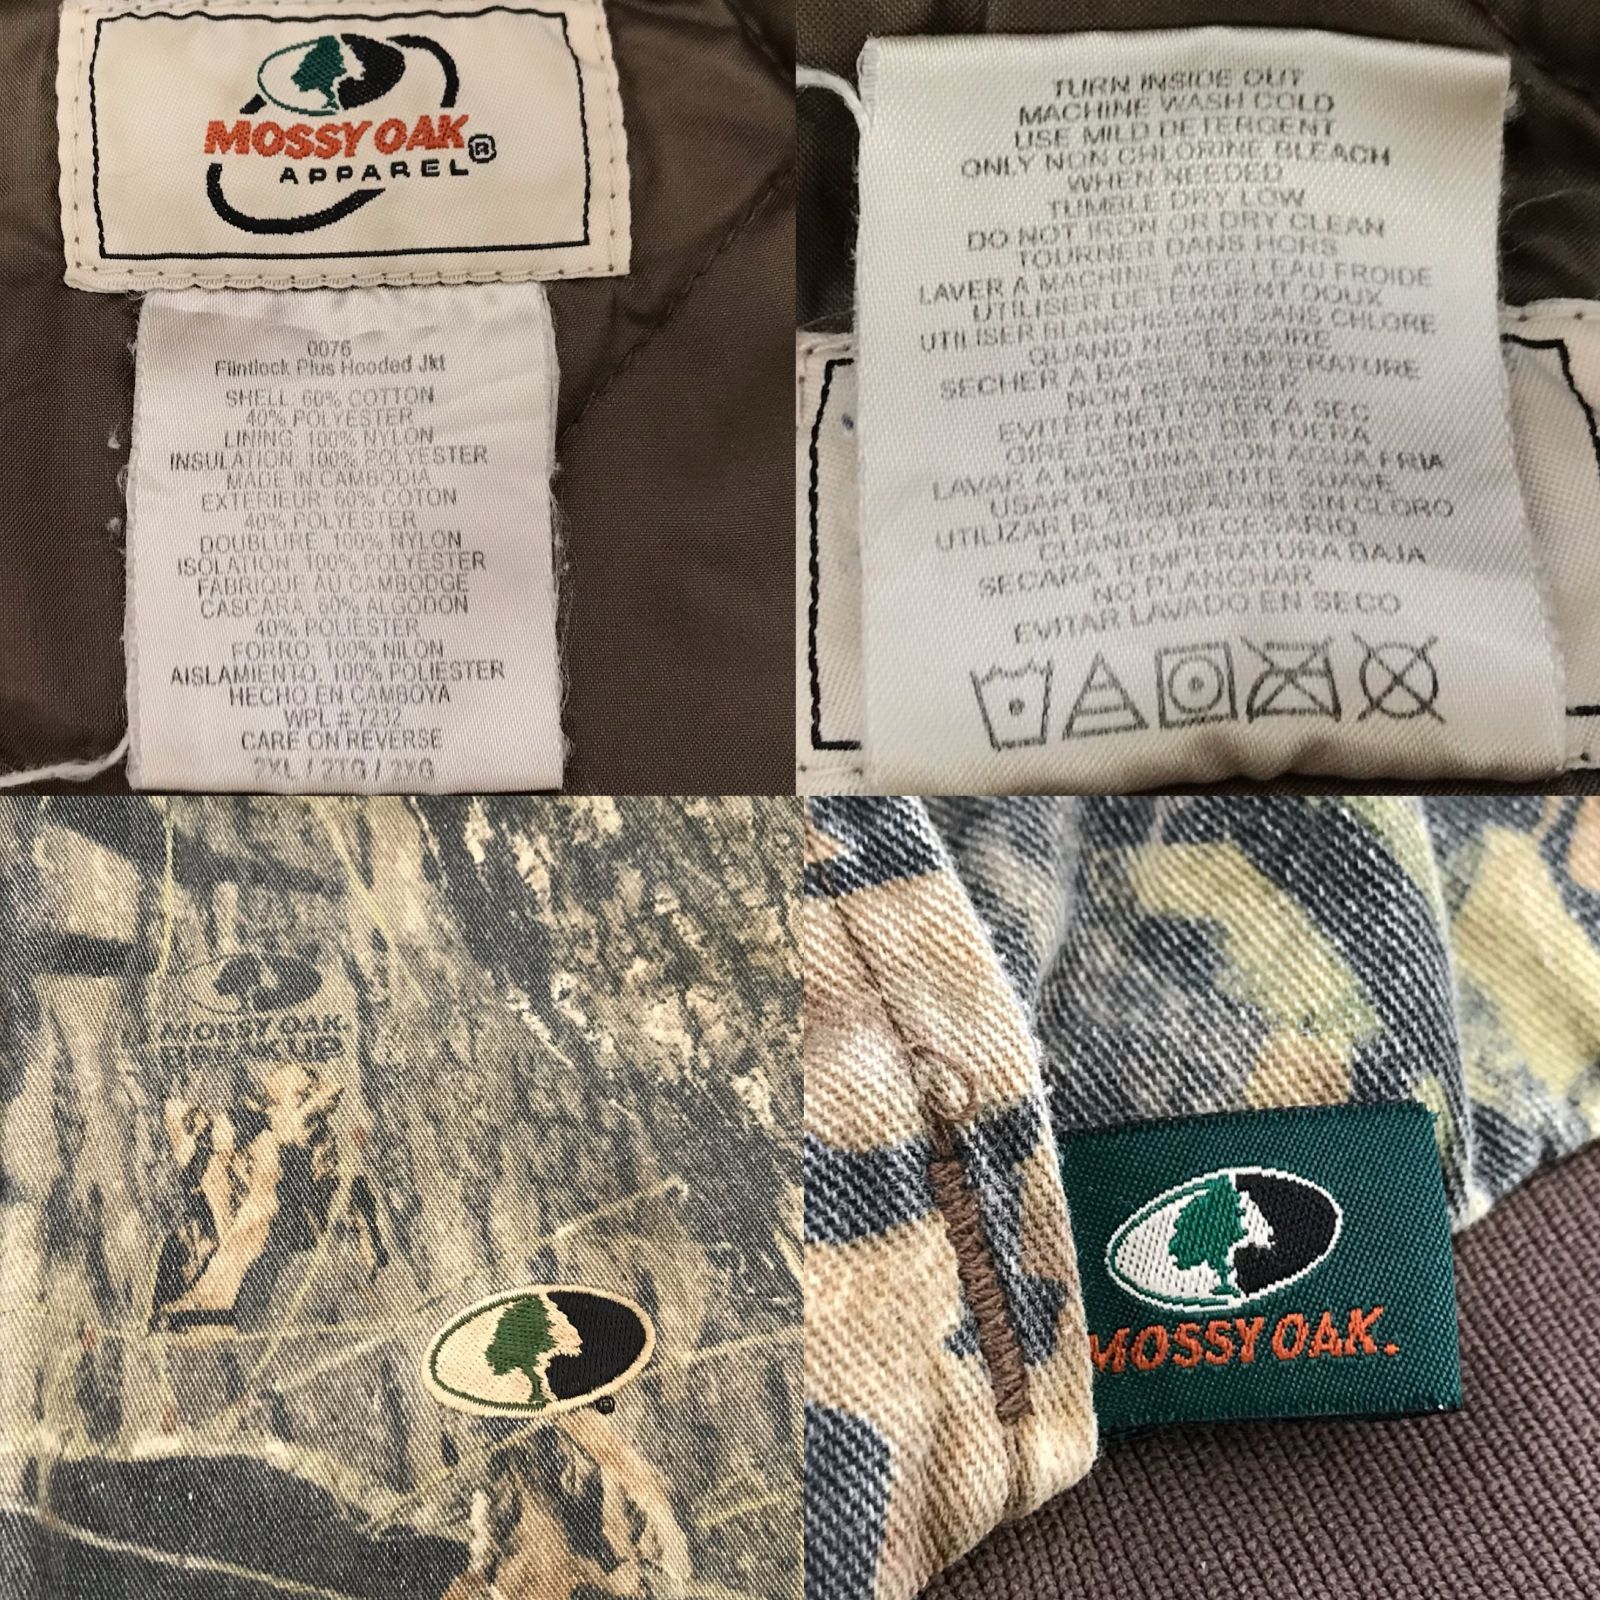 MOSSY OAK®
APPAREL
0076
Flintlock Plus Hooded Jkt
SHELL: 60% COTTON
40% POLYESTER
LINING: 100% NYLON
INSULATION: 100% POLYESTER
MADE IN CAMBODIA
EXTERIEUR: 60% COTON
40% POLYESTER
DOUBLURE: 100% NYLON
ISOLATION: 100% POLYESTER
FABRIQUE AU CAMBODGE
CASCARA: 60% ALGODON
40% POLIESTER
FORRO: 100% NILON
AISLAMIENTO: 100% POLIESTER
HECHO EN CAMBOYA
WPL # 7232
CARE ON REVERSE
2XL / 2TG / 2XG
TURN INSIDE OUT
MACHINE WASH COLD
USE MILD DETERGENT
ONLY NON CHLORINE BLEACH
WHEN NEEDED
TUMBLE DRY LOW
DO NOT IRON OR DRY CLEAN
TOURNER DANS HORS
LAVER A MACHINE AVEC L'EAU FROIDE
UTILISER DETERGENT DOUX
UTILISER BLANCHISSANT SANS CHLORE
QUAND NECESSAIRE
SECHER A BASSE TEMPERATURE
NON REPASSER
EVITER NETTOYER A SEC
GIRE DENTRO DE FUERA
LAVAR A MAQUINA CON AGUA FRIA
USAR DETERGENTE SUAVE
UTILIZAR BLANQUEADOR SIN CLORO
CUANDO NECESARIO
SECARA TEMPERATURA BAJA
NO PLANCHAR
EVITAR LAVADO EN SECO
MOSSY OAK.
BREAK UP
®
MOSSY OAK.